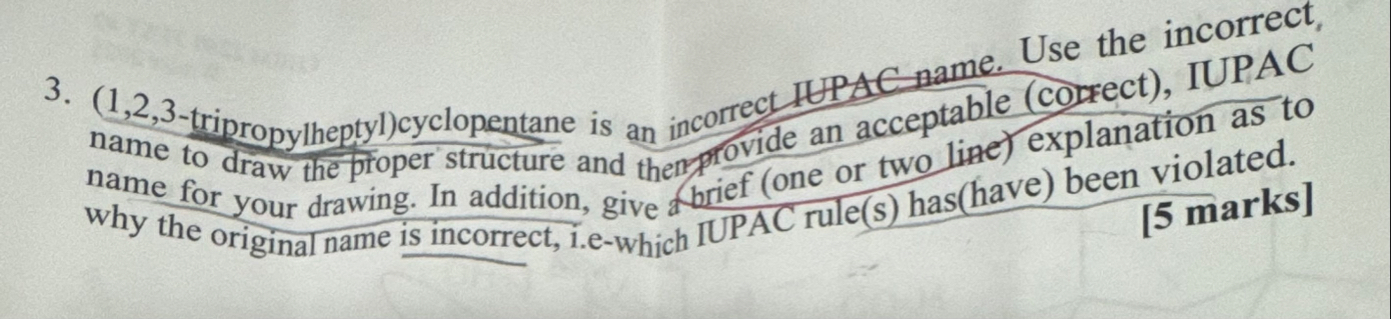 3. (1,2,3-tripropylheptyl)cyclopentane is an incorrect IUPAC name. Use the incorrect,
name to draw the proper structure and then provide an acceptable (correct), IUPAC
name for your drawing. In addition, give a brief (one or two line) explanation as to
why the original name is incorrect, i.e-which IUPAC rule(s) has(have) been violated.
[5 marks]